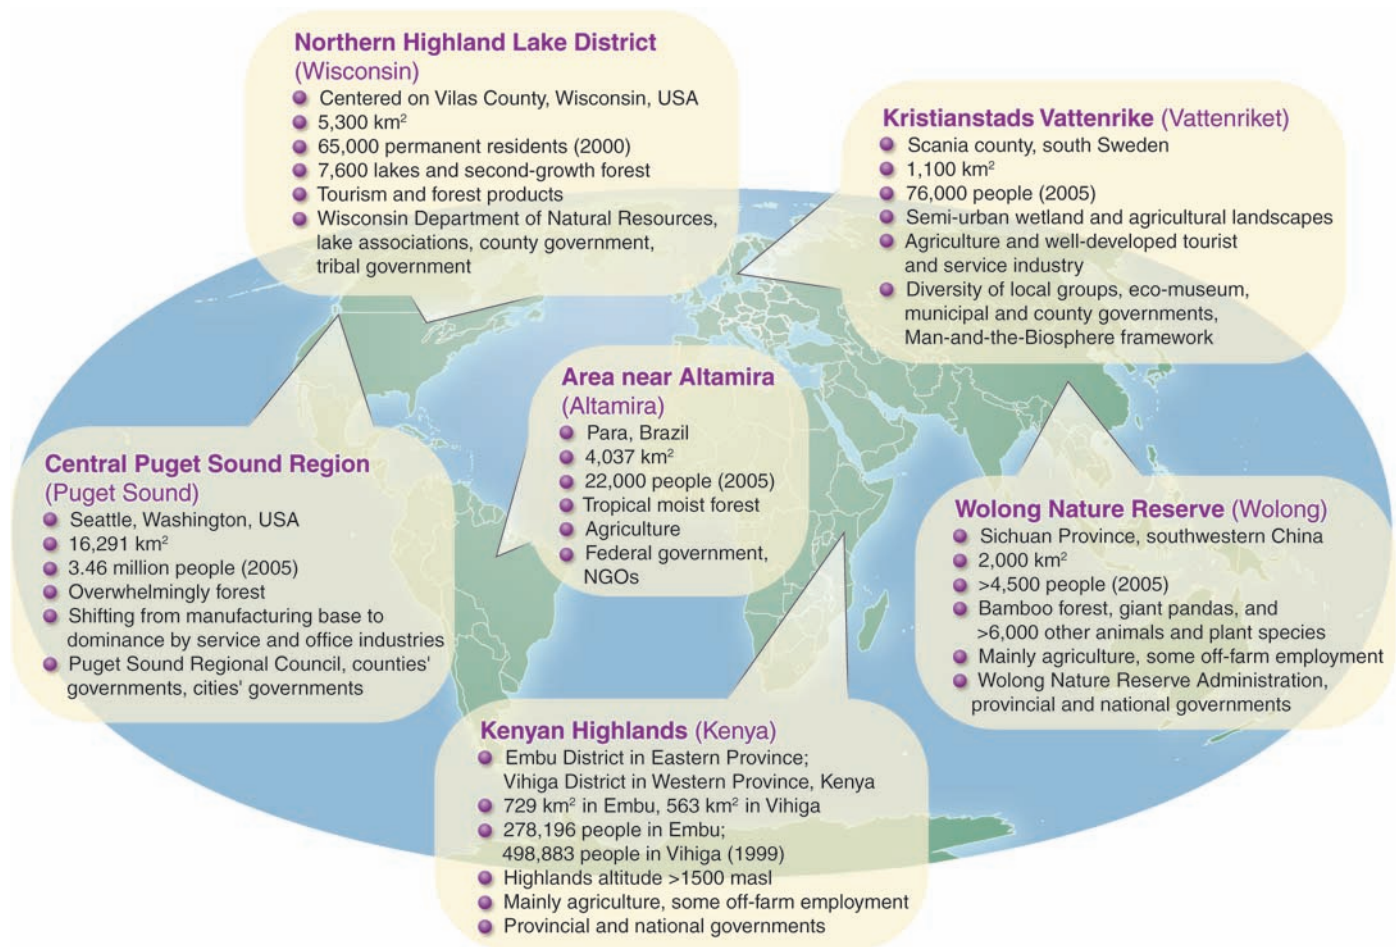 Northern Highland Lake District
(Wisconsin)
Centered on Vilas County, Wisconsin, USA
5,300 km²
65,000 permanent residents (2000)
7,600 lakes and second-growth forest
Tourism and forest products
Wisconsin Department of Natural Resources,
lake associations, county government,
tribal government
Kristianstads Vattenrike (Vattenriket)
Scania county, south Sweden
1,100 km²
76,000 people (2005)
Semi-urban wetland and agricultural landscapes
Agriculture and well-developed tourist
and service industry
Diversity of local groups, eco-museum,
municipal and county governments,
Man-and-the-Biosphere framework
Area near Altamira
(Altamira)
Para, Brazil
4,037 km²
22,000 people (2005)
Tropical moist forest
Agriculture
Federal government,
NGOs
Central Puget Sound Region
(Puget Sound)
Seattle, Washington, USA
16,291 km²
3.46 million people (2005)
Overwhelmingly forest
Shifting from manufacturing base to
dominance by service and office industries
Puget Sound Regional Council, counties'
governments, cities' governments
Wolong Nature Reserve (Wolong)
Sichuan Province, southwestern China
2,000 km²
>4,500 people (2005)
Bamboo forest, giant pandas, and
>6,000 other animals and plant species
Mainly agriculture, some off-farm employment
Wolong Nature Reserve Administration,
provincial and national governments
Kenyan Highlands (Kenya)
Embu District in Eastern Province;
Vihiga District in Western Province, Kenya
729 km² in Embu, 563 km² in Vihiga
278,196 people in Embu;
498,883 people in Vihiga (1999)
Highlands altitude >1500 masl
Mainly agriculture, some off-farm employment
Provincial and national governments